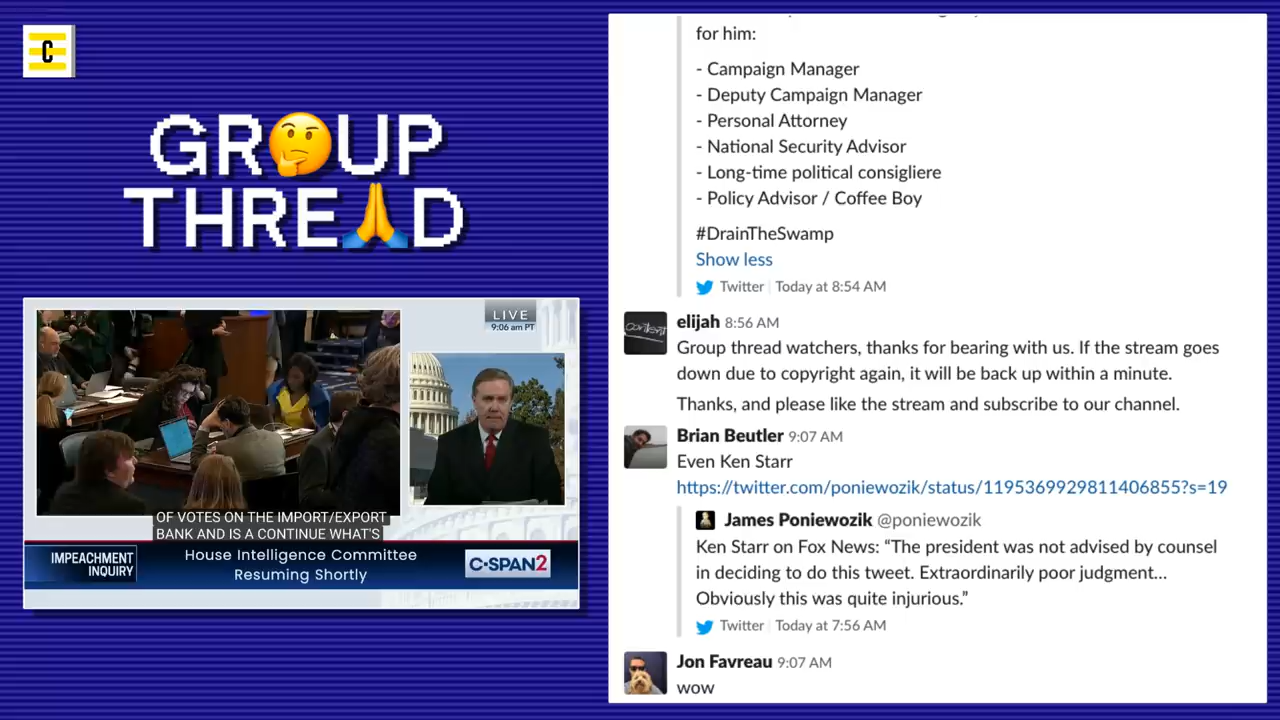 C
GR🤔UP
THRE🙏D
LIVE
9:06 am PT
OF VOTES ON THE IMPORT/EXPORT
BANK AND IS A CONTINUE WHAT'S
IMPEACHMENT
INQUIRY
House Intelligence Committee
Resuming Shortly
C-SPAN2
for him:
- Campaign Manager
- Deputy Campaign Manager
- Personal Attorney
- National Security Advisor
- Long-time political consigliere
- Policy Advisor / Coffee Boy
#DrainTheSwamp
Show less
Twitter Today at 8:54 AM
elijah 8:56 AM
Group thread watchers, thanks for bearing with us. If the stream goes
down due to copyright again, it will be back up within a minute.
Thanks, and please like the stream and subscribe to our channel.
Brian Beutler 9:07 AM
Even Ken Starr
https://twitter.com/poniewozik/status/1195369929811406855?s=19
James Poniewozik @poniewozik
Ken Starr on Fox News: “The president was not advised by counsel
in deciding to do this tweet. Extraordinarily poor judgment…
Obviously this was quite injurious.”
Twitter Today at 7:56 AM
Jon Favreau 9:07 AM
wow